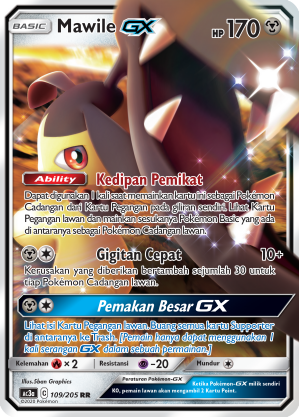 BASIC Mawile GX HP 170
Ability Kedipan Pemikat
Dapat digunakan 1 kali saat memainkan kartu ini sebagai Pokémon
Cadangan dari Kartu Pegangan pada giliran sendiri. Lihat Kartu
Pegangan lawan dan mainkan sesukanya Pokémon Basic yang ada
di antaranya sebagai Pokémon Cadangan lawan.
Gigitan Cepat 10+
Kerusakan yang diberikan bertambah sejumlah 30 untuk
tiap Pokémon Cadangan lawan.
Pemakan Besar GX
Lihat isi Kartu Pegangan lawan. Buang semua kartu Supporter
di antaranya ke Trash. [Pemain hanya dapat menggunakan 1
kali serangan GX dalam sebuah permainan.]
Kelemahan ×2 Resistansi -20 Mundur
Illus. 5ban Graphics
Peraturan Pokémon-GX
Ketika Pokémon-GX milik sendiri
KO, pemain lawan akan mengambil 2 Point Card.
C 109/205 RR